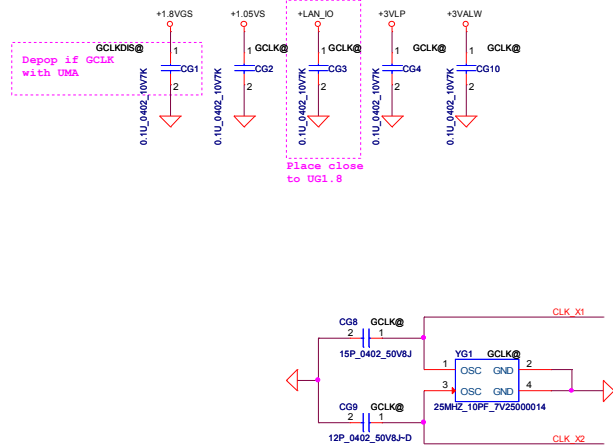 +1.8VGS
+1.05VS
+LAN_IO
+3VLP
+3VALW
GCLKDIS@
GCLK@
GCLK@
GCLK@
GCLK@
Depop if GCLK
with UMA
1
CG1
2
1
CG2
2
1
CG3
2
1
CG4
2
1
CG10
2
0.1U_0402_10V7K
0.1U_0402_10V7K
0.1U_0402_10V7K
0.1U_0402_10V7K
0.1U_0402_10V7K
Place close
to UG1.8
CLK_X1
CG8
GCLK@
2
1
15P_0402_50V8J
YG1
GCLK@
1
OSC
GND
2
3
OSC
GND
4
25MHZ_10PF_7V25000014
CG9
GCLK@
2
1
12P_0402_50V8J~D
CLK_X2